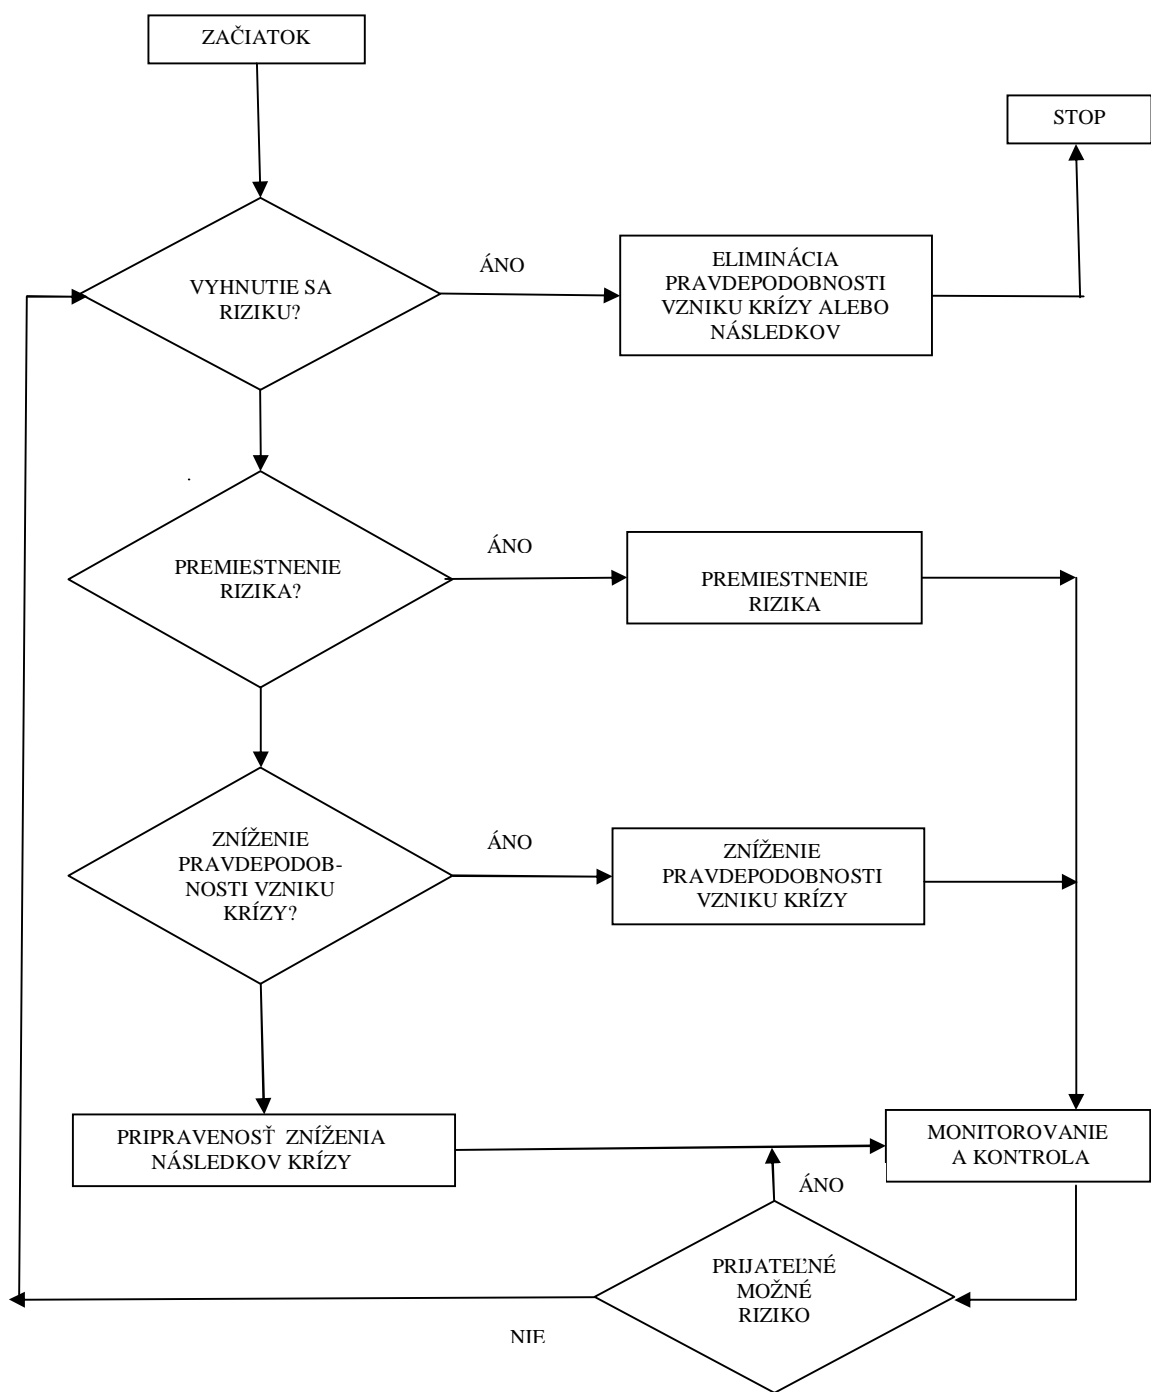 ZAČIATOK
STOP
VYHNUTIE SA
RIZIKU?
ÁNO
ELIMINÁCIA
PRAVDEPODOBNOSTI
VZNIKU KRÍZY ALEBO
NÁSLEDKOV
PREMIESTNENIE
RIZIKA?
ÁNO
PREMIESTNENIE
RIZIKA
ZNÍŽENIE
PRAVDEPODOB-
NOSTI VZNIKU
KRÍZY?
ÁNO
ZNÍŽENIE
PRAVDEPODOBNOSTI
VZNIKU KRÍZY
PRIPRAVENOSŤ ZNÍŽENIA
NÁSLEDKOV KRÍZY
MONITOROVANIE
A KONTROLA
ÁNO
PRIJATEĽNÉ
MOŽNÉ
RIZIKO
NIE